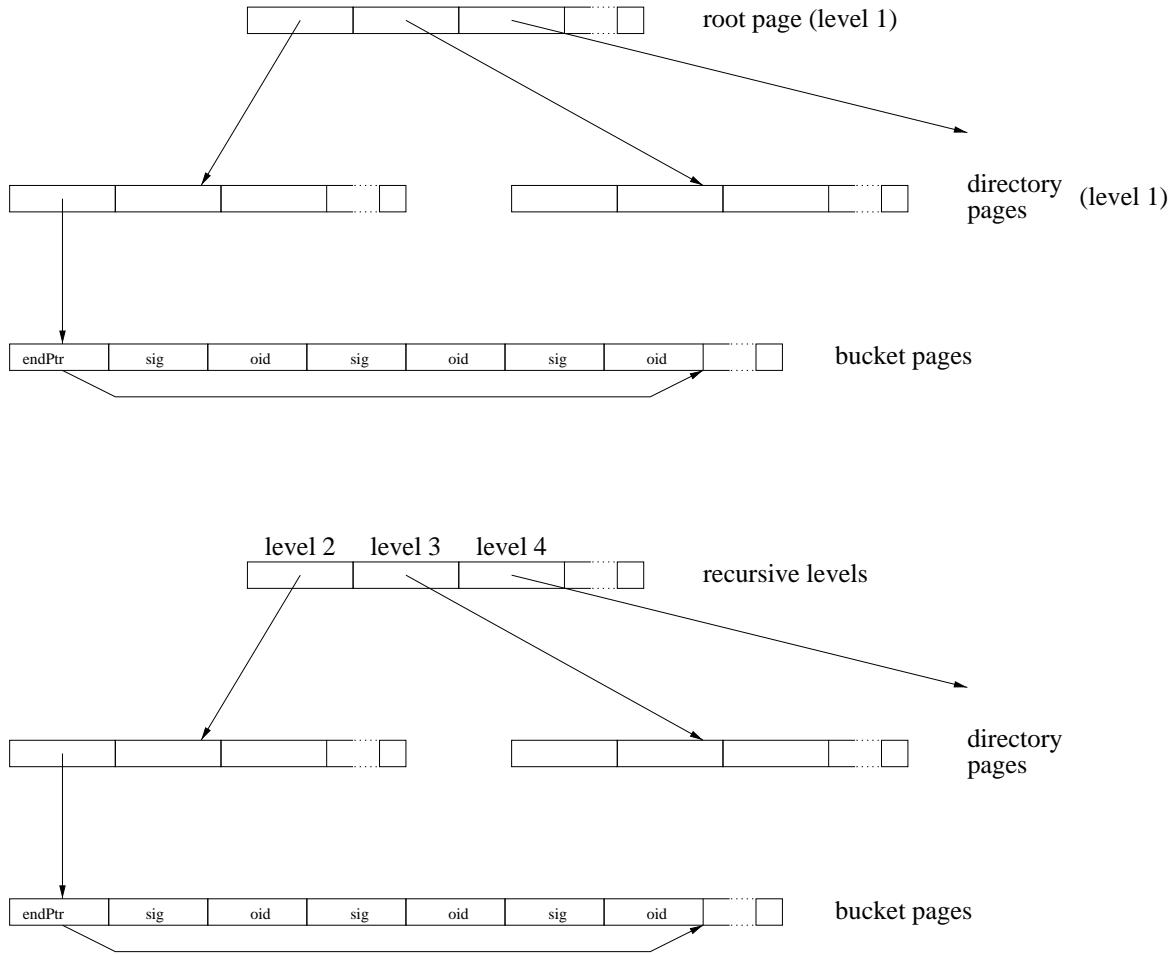 root page (level 1)
directory
pages
(level 1)
endPtr sig oid sig oid sig oid
bucket pages
level 2 level 3 level 4
recursive levels
directory
pages
endPtr sig oid sig oid sig oid
bucket pages